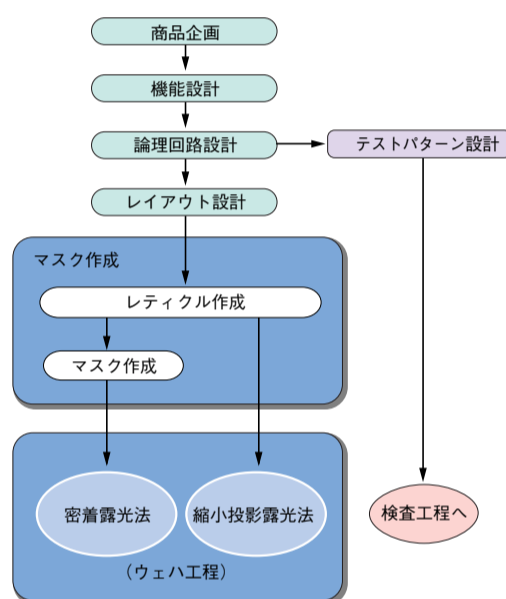 商品企画
機能設計
論理回路設計
テストパターン設計
レイアウト設計
マスク作成
レティクル作成
マスク作成
密着露光法
縮小投影露光法
検査工程へ
（ウェハ工程）